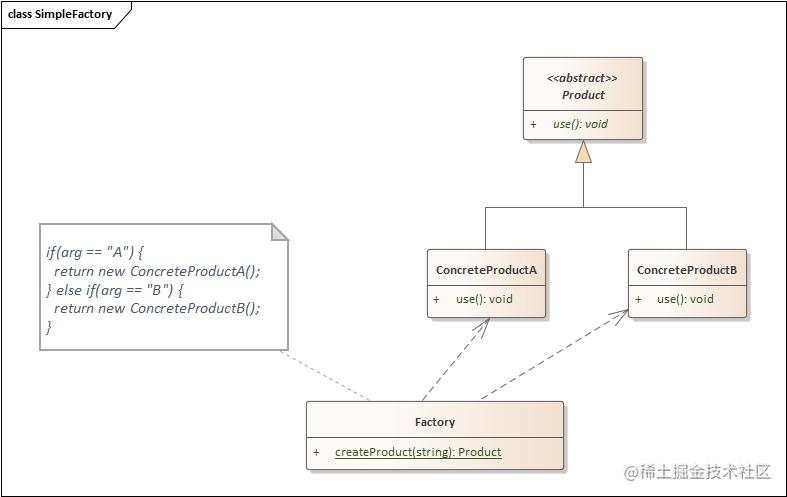 class SimpleFactory
<<abstract>>
Product
+ use(): void
if(arg == "A") {
return new ConcreteProductA();
} else if(arg == "B") {
return new ConcreteProductB();
}
ConcreteProductA
+ use(): void
ConcreteProductB
+ use(): void
Factory
+ createProduct(string): Product
@稀土掘金技术社区